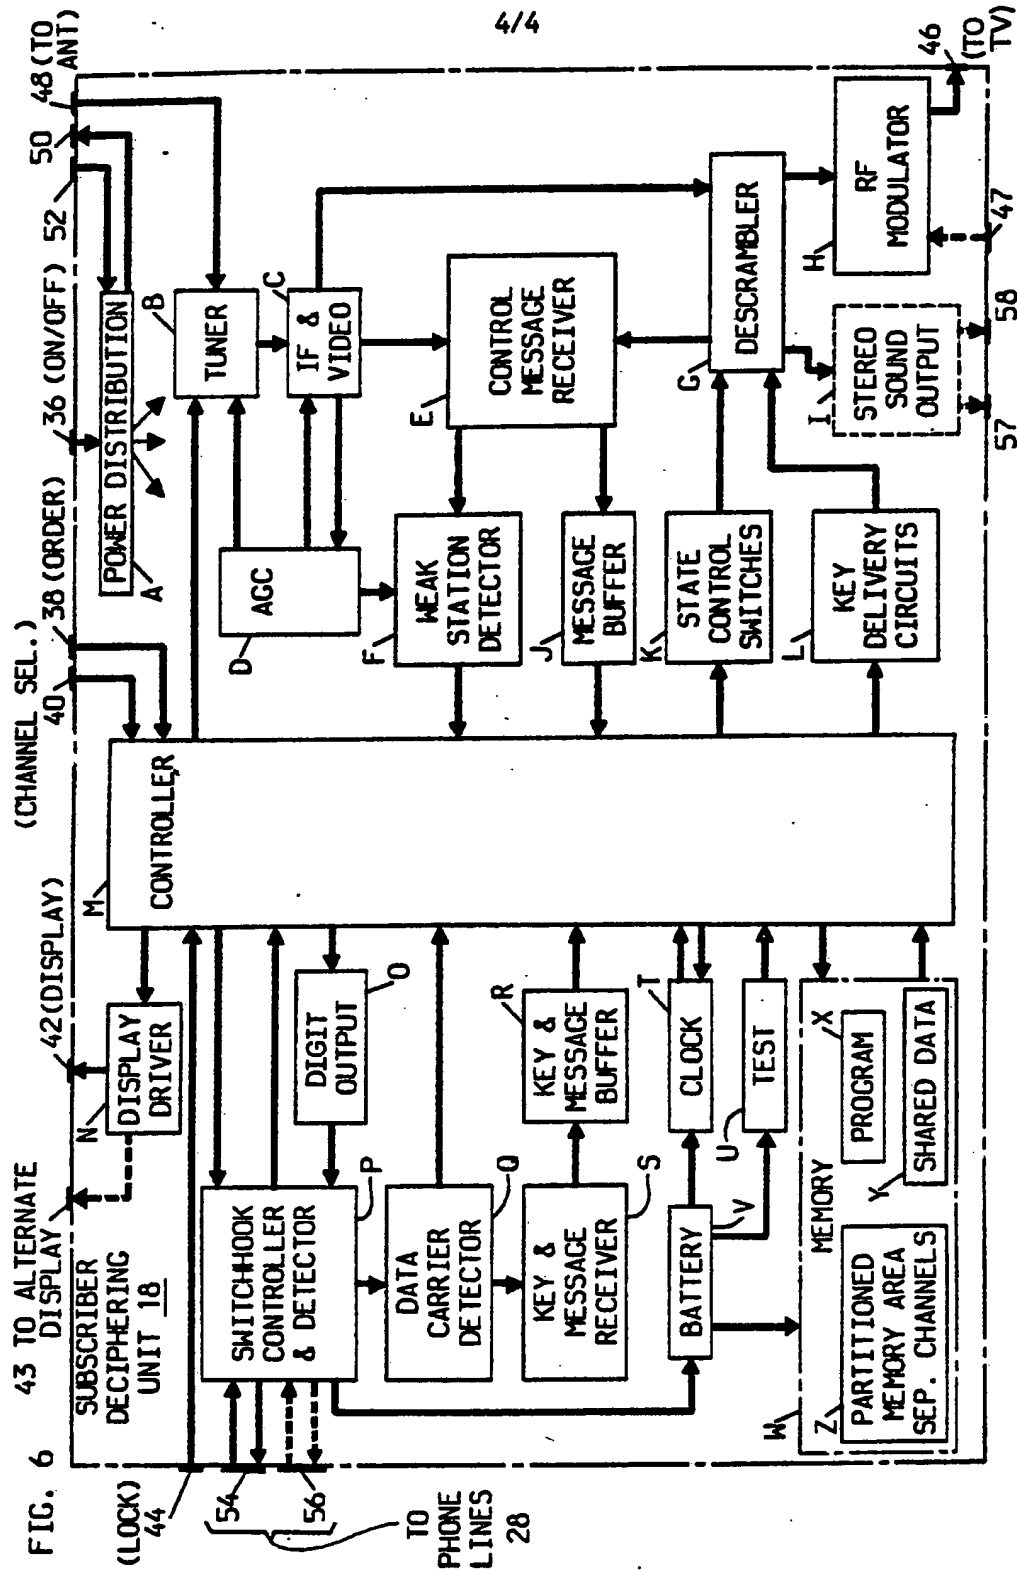 4/4
FIG. 6
43 TO ALTERNATE
DISPLAY
42(DISPLAY)
(CHANNEL SEL.)
40
38(ORDER)
36(ON/OFF)
52
50
48(TO
ANT)
SUBSCRIBER
DECIPHERING
UNIT 18
(LOCK)
44
54
56
TO
PHONE
LINES
28
N
DISPLAY
DRIVER
M
CONTROLLER
A
POWER DISTRIBUTION
B
TUNER
C
IF &
VIDEO
D
AGC
E
CONTROL
MESSAGE
RECEIVER
F
WEAK
STATION
DETECTOR
G
DESCRAMBLER
H
RF
MODULATOR
46
(TO
TV)
47
I
STEREO
SOUND
OUTPUT
58
57
J
MESSAGE
BUFFER
K
STATE
CONTROL
SWITCHES
L
KEY
DELIVERY
CIRCUITS
O
DIGIT
OUTPUT
P
SWITCHHOOK
CONTROLLER
& DETECTOR
Q
DATA
CARRIER
DETECTOR
R
KEY &
MESSAGE
BUFFER
S
KEY &
MESSAGE
RECEIVER
T
CLOCK
U
TEST
V
BATTERY
W
MEMORY
X
PROGRAM
Y
SHARED DATA
Z
PARTITIONED
MEMORY AREA
SEP. CHANNELS